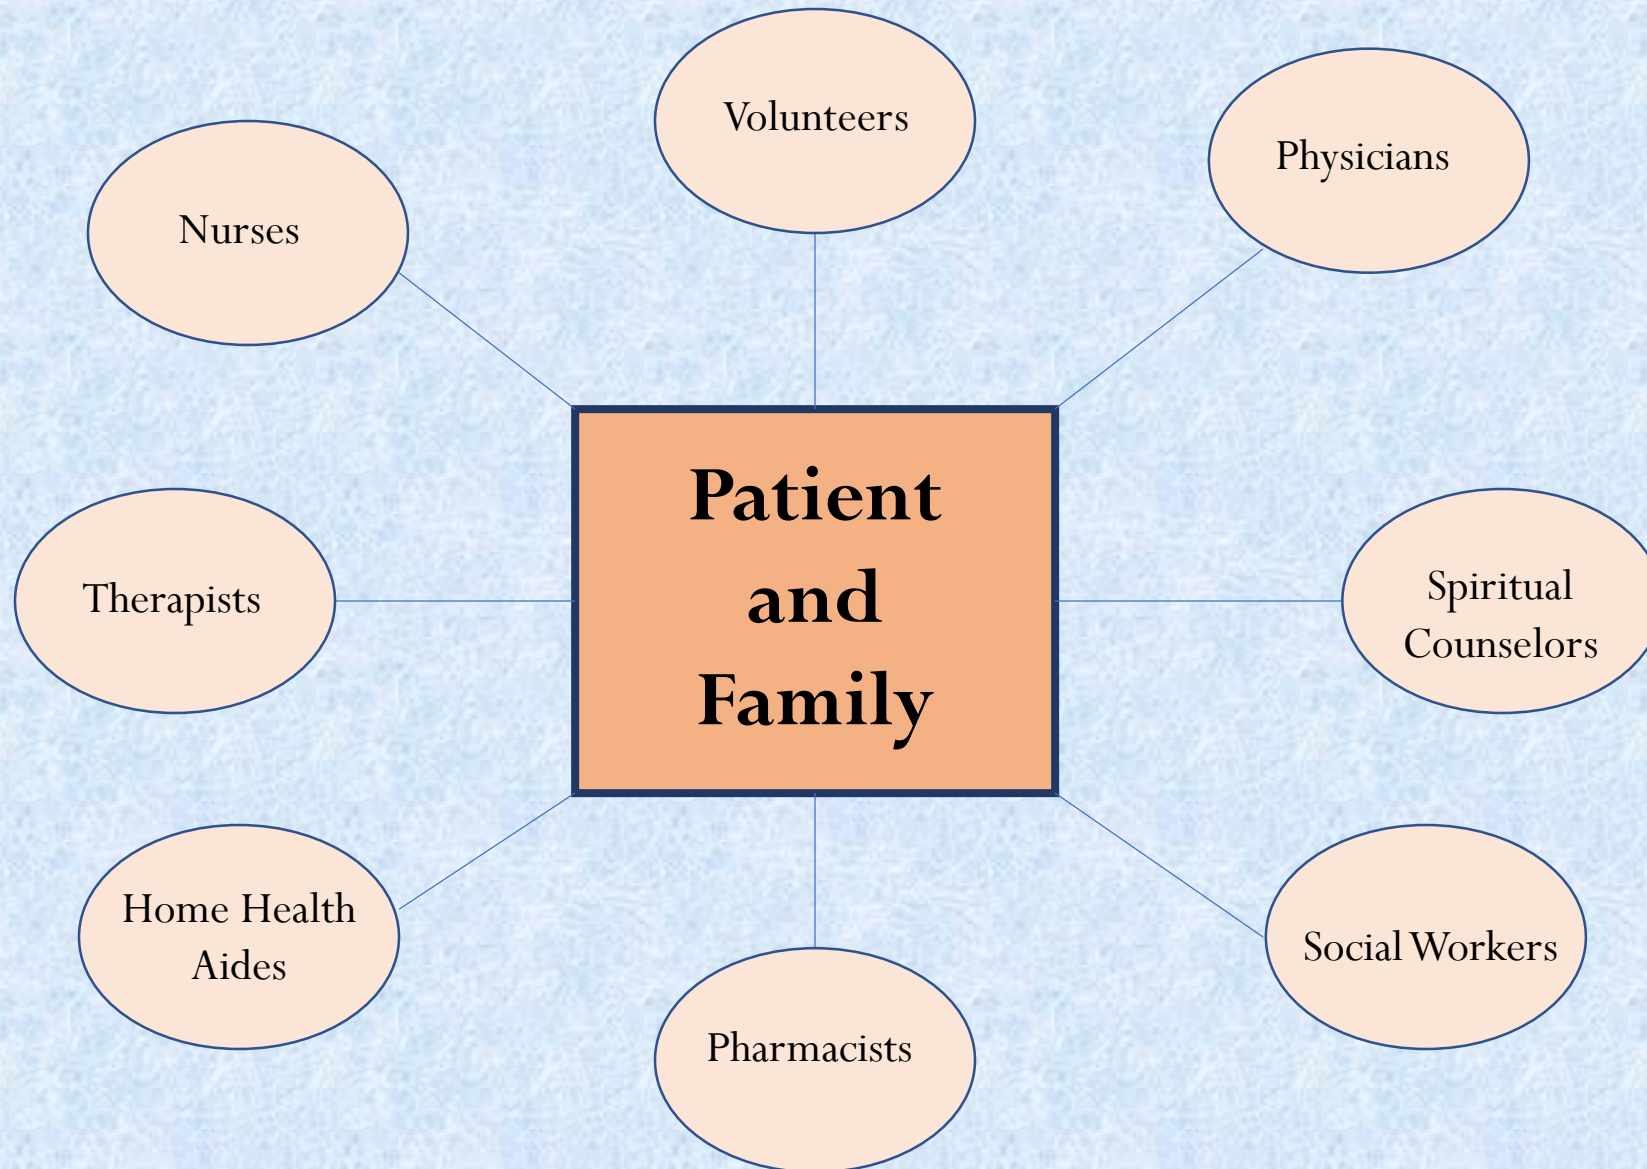 Volunteers
Physicians
Nurses
Patient
and
Family
Therapists
Spiritual
Counselors
Home Health
Aides
Social Workers
Pharmacists